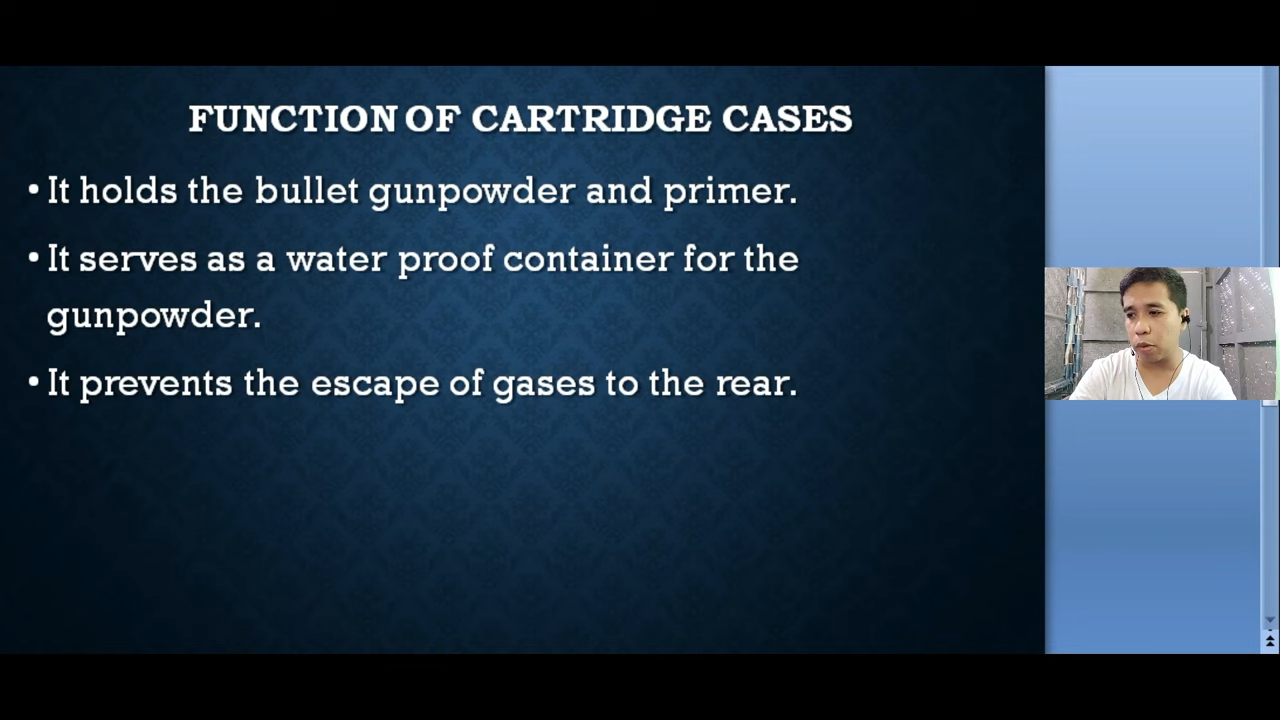 FUNCTION OF CARTRIDGE CASES
• It holds the bullet gunpowder and primer.
• It serves as a water proof container for the
gunpowder.
• It prevents the escape of gases to the rear.